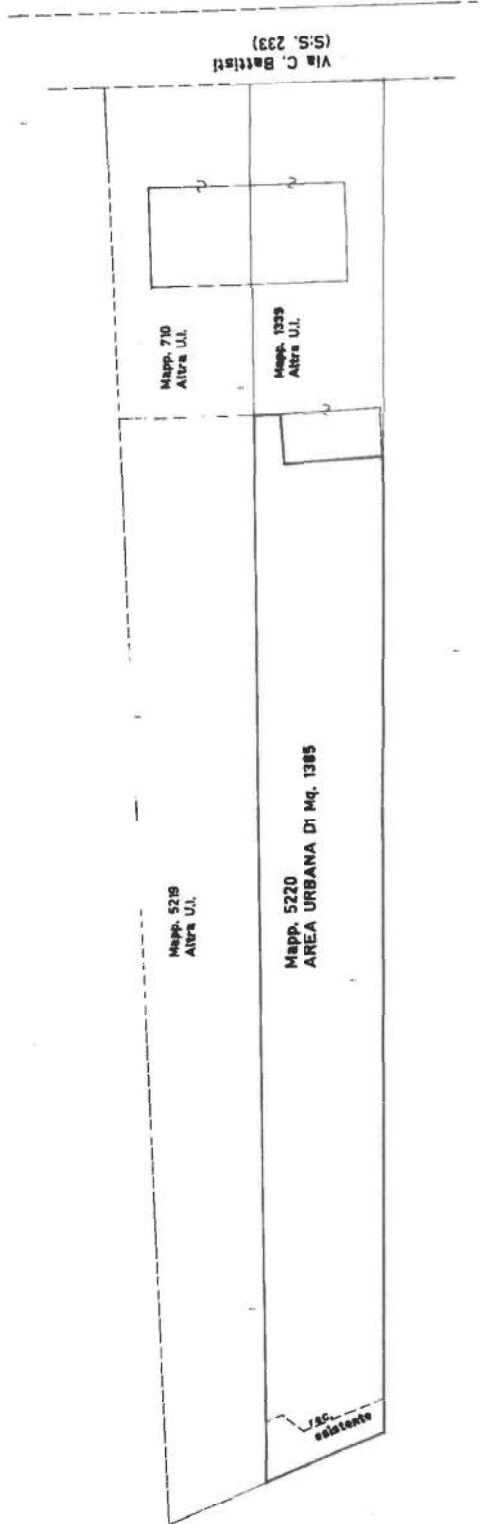 Via C. Battisti
(S.S. 233)
Mapp. 710
Altra U.I.
Mapp. 1339
Altra U.I.
Mapp. 5219
Altra U.I.
Mapp. 5220
AREA URBANA DI Mq. 1385
rec.
esistente